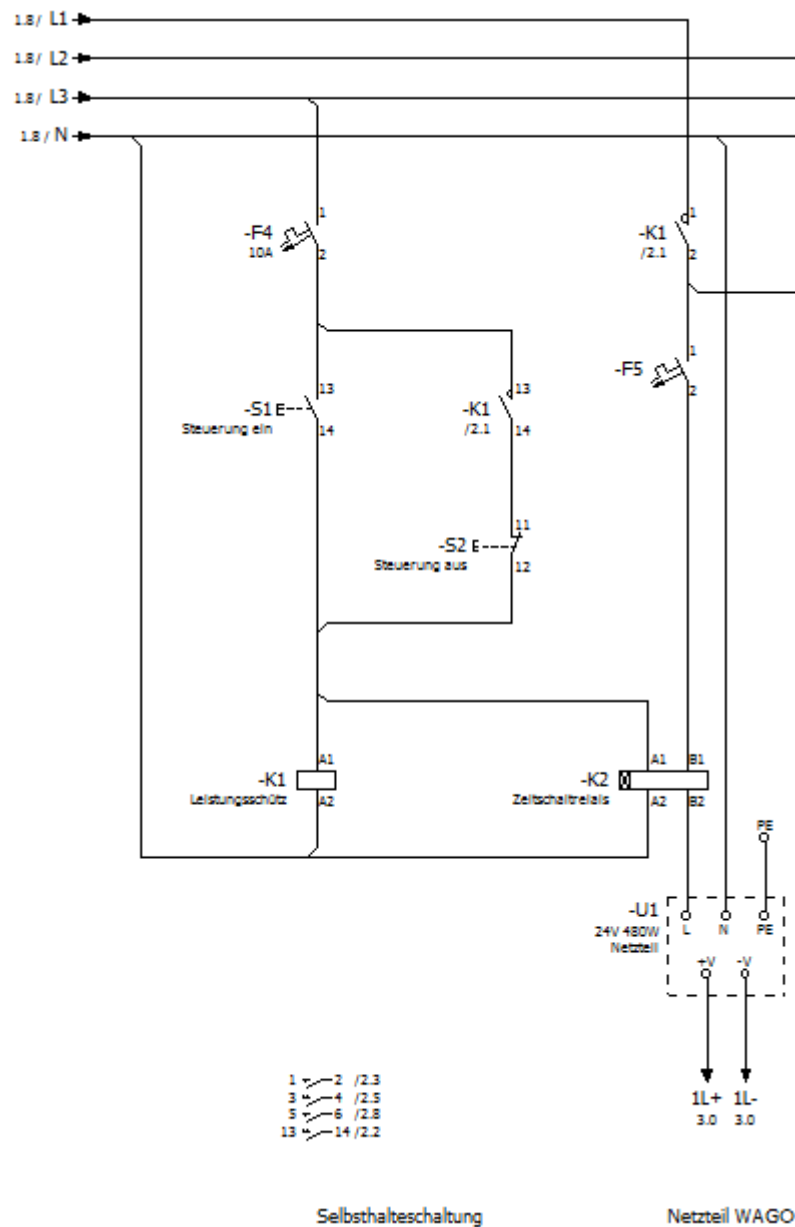 1.8/ L1
1.8/ L2
1.8/ L3
1.8/ N
1
-F4
10A
2
1
-K1
/2.1
2
1
-F5
2
13
-S1
Steuerung ein
14
13
-K1
/2.1
14
11
-S2
Steuerung aus
12
A1
-K1
Leistungsschütz
A2
A1
B1
-K2
Zeitschaltrelais
A2
B2
PE
-U1
24V 480W
Netzteil
L
N
PE
+V
-V
1L+
1L-
3.0
3.0
1 2 /2.3
3 4 /2.5
5 6 /2.8
13 14 /2.2
Selbsthalteschaltung
Netzteil WAGO